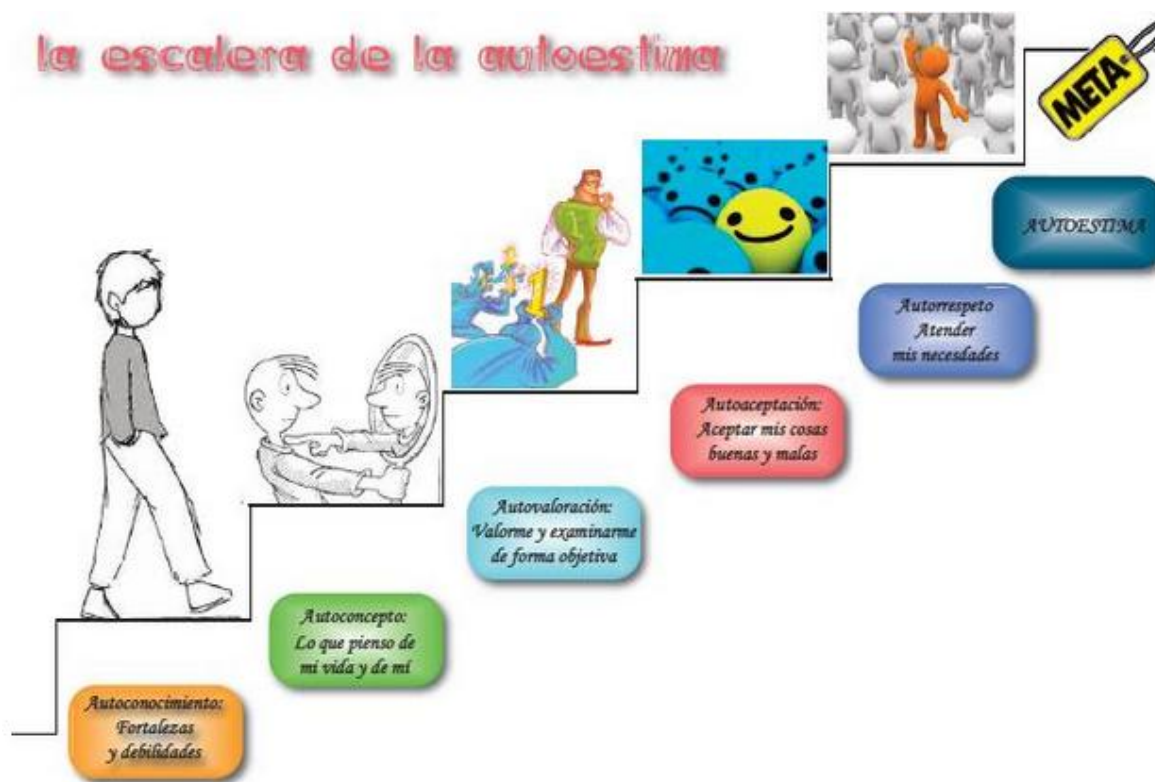 la escalera de la autoestima
META
AUTOESTIMA
Autorrespeto
Atender
mis necesdades
Autoaceptación:
Aceptar mis cosas
buenas y malas
1
Autovaloración:
Valorme y examinarme
de forma objetiva
Autoconcepto:
Lo que pienso de
mi vida y de mí
Autoconocimiento:
Fortalezas
y debilidades